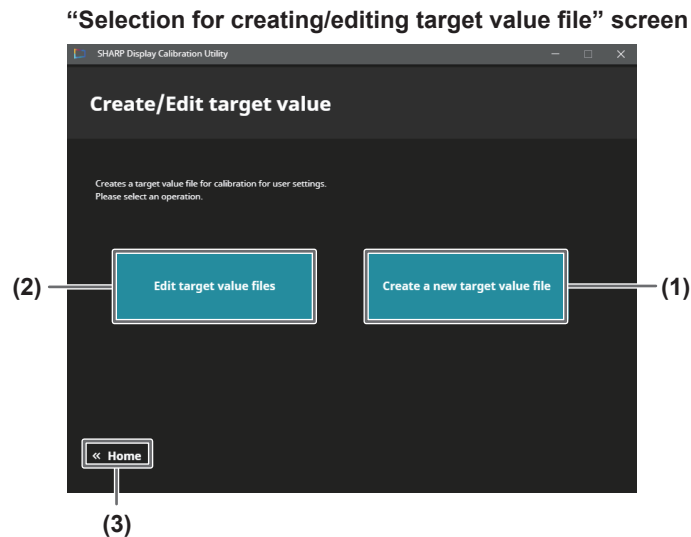 “Selection for creating/editing target value file” screen
SHARP Display Calibration Utility
Create/Edit target value
Creates a target value file for calibration for user settings.
Please select an operation.
(2)
Edit target value files
Create a new target value file
(1)
« Home
(3)